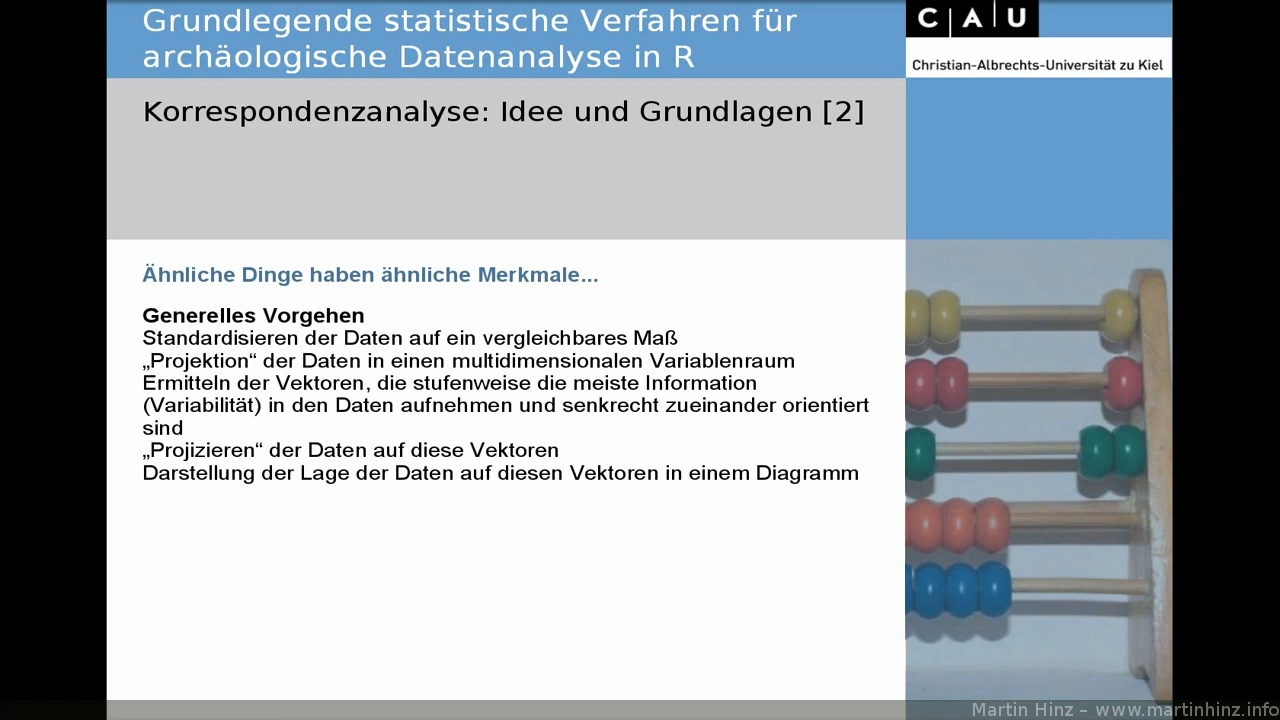 Grundlegende statistische Verfahren für
archäologische Datenanalyse in R
C|A|U
Christian-Albrechts-Universität zu Kiel
Korrespondenzanalyse: Idee und Grundlagen [2]
Ähnliche Dinge haben ähnliche Merkmale...
Generelles Vorgehen
Standardisieren der Daten auf ein vergleichbares Maß
„Projektion“ der Daten in einen multidimensionalen Variablenraum
Ermitteln der Vektoren, die stufenweise die meiste Information
(Variabilität) in den Daten aufnehmen und senkrecht zueinander orientiert
sind
„Projizieren“ der Daten auf diese Vektoren
Darstellung der Lage der Daten auf diesen Vektoren in einem Diagramm
Martin Hinz – www.martinhinz.info